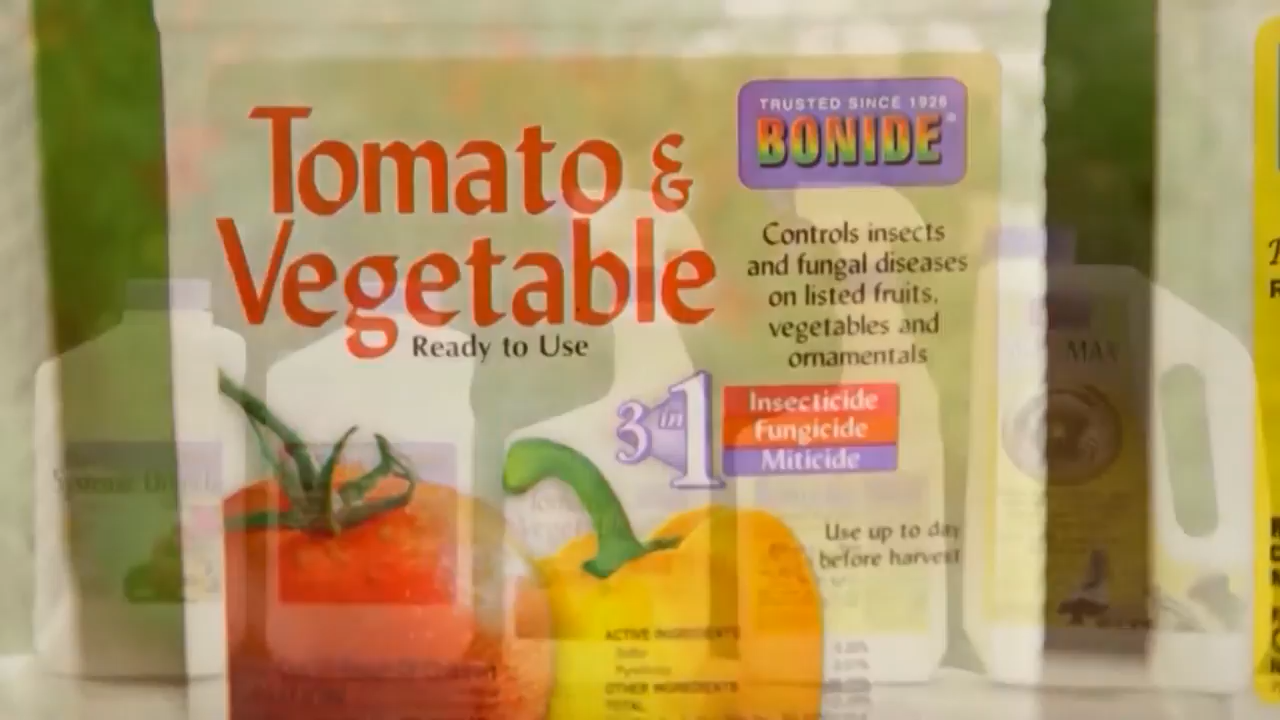 Tomato &
Vegetable
Ready to Use
TRUSTED SINCE 1926
BONIDE®
Controls insects
and fungal diseases
on listed fruits,
vegetables and
ornamentals
3 in 1
Insecticide
Fungicide
Miticide
Use up to day
before harvest
MAX
ACTIVE INGREDIENTS
OTHER INGREDIENTS
TOTAL